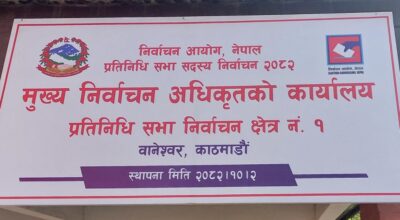 निर्वाचन आयोग, नेपाल
प्रतिनिधि सभा सदस्य निर्वाचन २०८२
मुख्य निर्वाचन अधिकृतको कार्यालय
प्रतिनिधि सभा निर्वाचन क्षेत्र नं. १
वानेश्वर, काठमाडौं
स्थापना मिति २०८२।१०।२